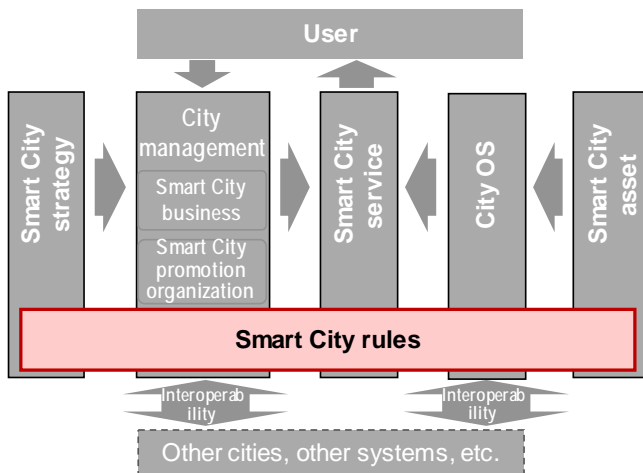 User
Smart City
strategy
City
management
Smart City
business
Smart City
promotion
organization
Smart City
service
City OS
Smart City
asset
Smart City rules
Interoperab
ility
Interoperab
ility
Other cities, other systems, etc.